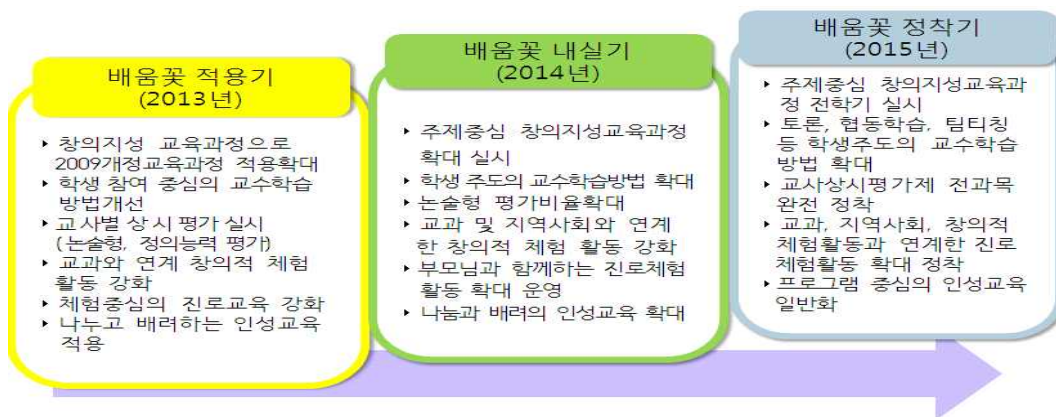 배움꽃 적용기
(2013년)
▸ 창의지성 교육과정으로
2009개정교육과정 적용확대
▸ 학생 참여 중심의 교수학습
방법개선
▸ 교사별 상시 평가 실시
(논술형, 정의능력 평가)
▸ 교과와 연계 창의적 체험
활동 강화
▸ 체험중심의 진로교육 강화
▸ 나누고 배려하는 인성교육
적용
배움꽃 내실기
(2014년)
▸ 주제중심 창의지성교육과정
확대 실시
▸ 학생 주도의 교수학습방법 확대
▸ 논술형 평가비율확대
▸ 교과 및 지역사회와 연계
한 창의적 체험 활동 강화
▸ 부모님과 함께하는 진로체험
활동 확대 운영
▸ 나눔과 배려의 인성교육 확대
배움꽃 정착기
(2015년)
▸ 주제중심 창의지성교육과
정 전학기 실시
▸ 토론, 협동학습, 팀티칭
등 학생주도의 교수학습
방법 확대
▸ 교사상시평가제 전과목
완전 정착
▸ 교과, 지역사회, 창의적
체험활동과 연계한 진로
체험활동 확대 정착
▸ 프로그램 중심의 인성교육
일반화